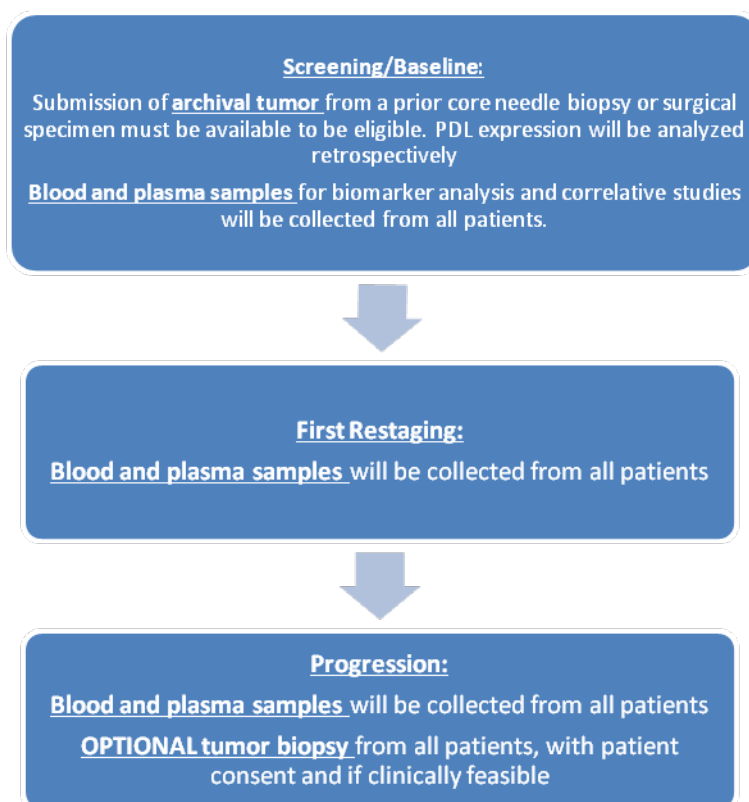 Screening/Baseline:
Submission of archival tumor from a prior core needle biopsy or surgical
specimen must be available to be eligible. PDL expression will be analyzed
retrospectively
Blood and plasma samples for biomarker analysis and correlative studies
will be collected from all patients.
First Restaging:
Blood and plasma samples will be collected from all patients
Progression:
Blood and plasma samples will be collected from all patients
OPTIONAL tumor biopsy from all patients, with patient
consent and if clinically feasible